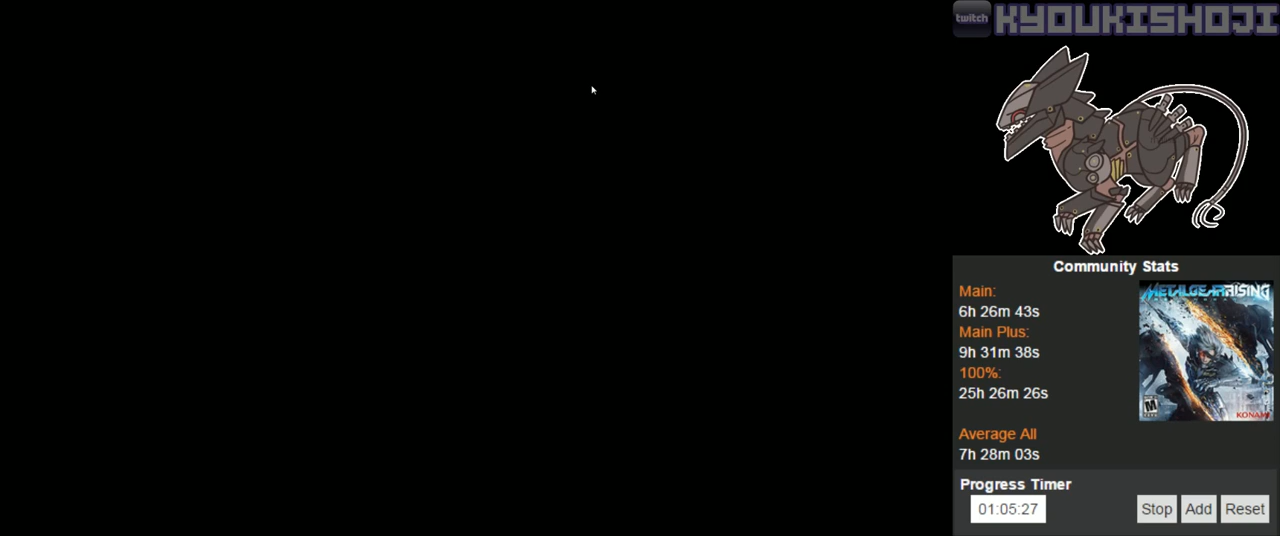 twitch KYOUKISHOJI
Community Stats
Main:
6h 26m 43s
Main Plus:
9h 31m 38s
100%:
25h 26m 26s
Average All
7h 28m 03s
METAL GEAR RISING
M
KONAMI
Progress Timer
01:05:27
Stop
Add
Reset